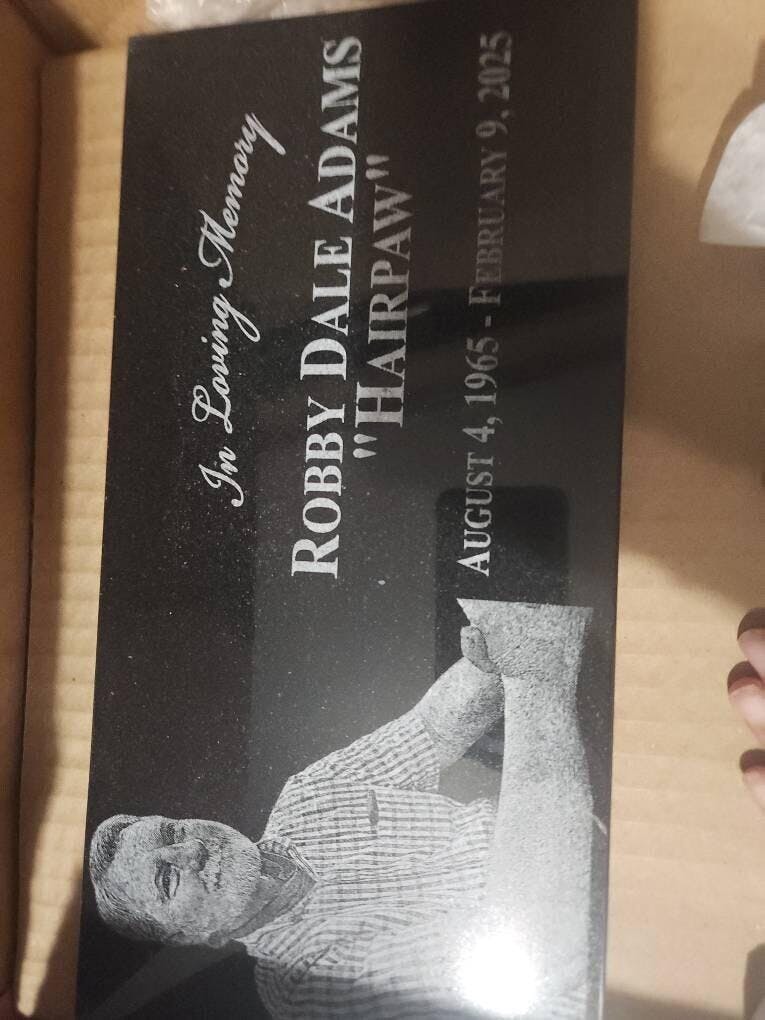 In Loving Memory
ROBBY DALE ADAMS
"HAIRPAW"
AUGUST 4, 1965 - FEBRUARY 9, 2025